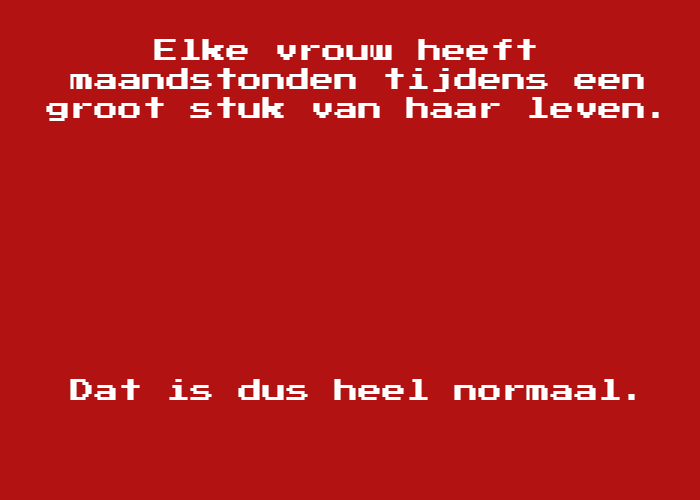 Elke vrouw heeft
maandstonden tijdens een
groot stuk van haar leven.
Dat is dus heel normaal.